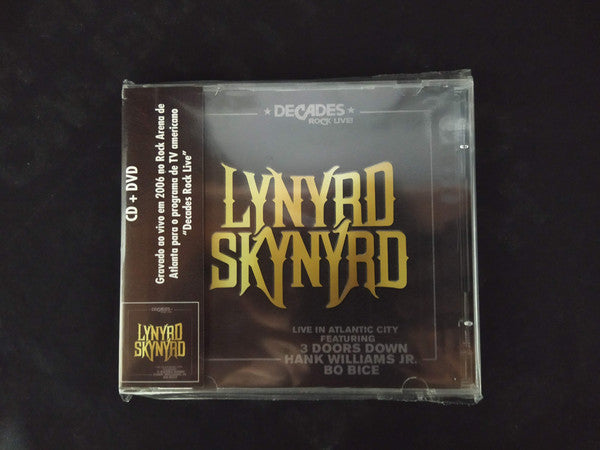 CD + DVD
Gravado ao vivo em 2006 no Rock Arena de
Atlanta para o programa de TV americano
"Decades Rock Live"
DECADES
LYNYRD
SKYNYRD
DECADES
ROCK LIVE!
LYNYRD
SKYNYRD
LIVE IN ATLANTIC CITY
FEATURING
3 DOORS DOWN
HANK WILLIAMS JR.
BO BICE